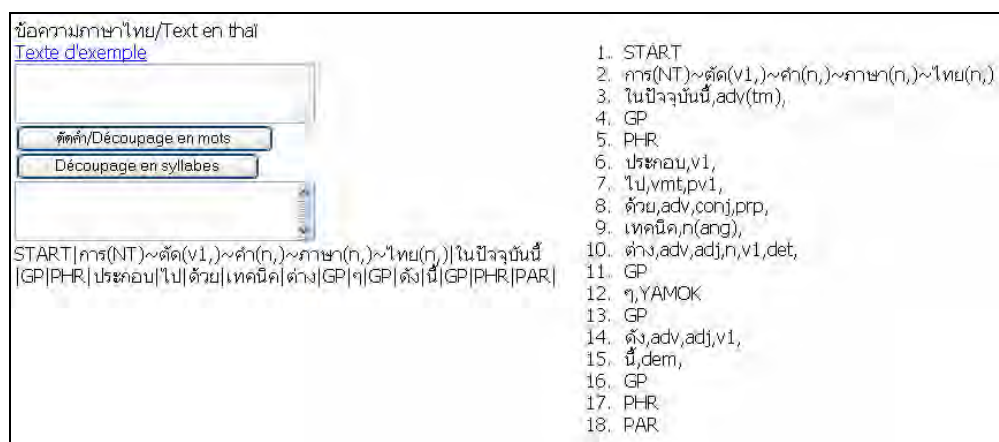 ข้อความภาษาไทย/Text en thaï
Texte d'exemple
ตัดคำ/Découpage en mots
Découpage en syllabes
START|การ(NT)~ตัด(v1,)~คำ(n,)~ภาษา(n,)~ไทย(n,)|ในปัจจุบันนี้
|GP|PHR|ประกอบ|ไป|ด้วย|เทคนิค|ต่าง|GP|ๆ|GP|ดัง|นี้|GP|PHR|PAR|
1. START
2. การ(NT)~ตัด(v1,)~คำ(n,)~ภาษา(n,)~ไทย(n,)
3. ในปัจจุบันนี้,adv(tm),
4. GP
5. PHR
6. ประกอบ,v1,
7. ไป,vmt,pv1,
8. ด้วย,adv,conj,prp,
9. เทคนิค,n(ang),
10. ต่าง,adv,adj,n,v1,det,
11. GP
12. ๆ,YAMOK
13. GP
14. ดัง,adv,adj,v1,
15. นี้,dem,
16. GP
17. PHR
18. PAR